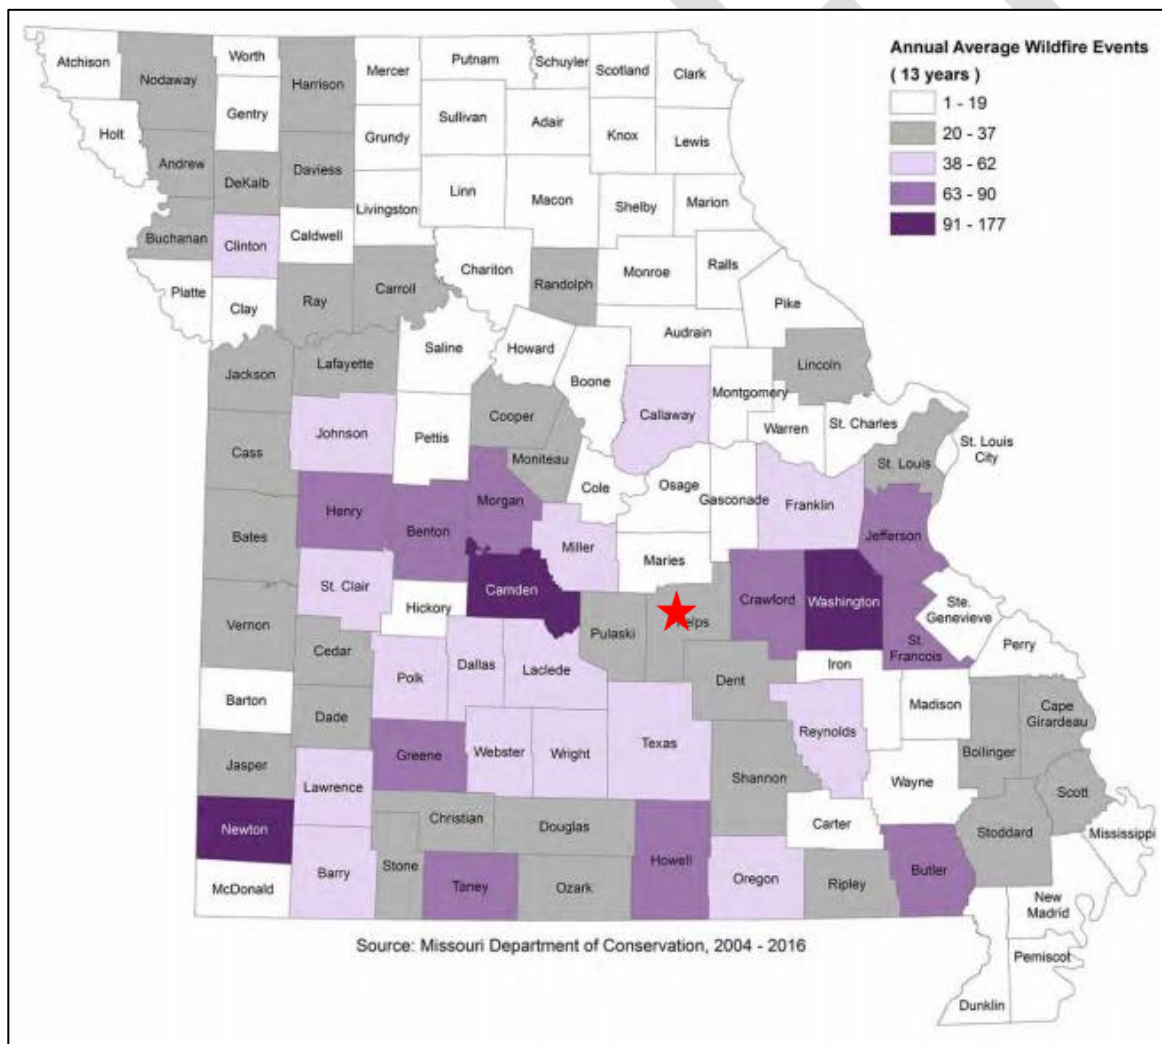 Annual Average Wildfire Events
( 13 years )
1 - 19
20 - 37
38 - 62
63 - 90
91 - 177
Atchison
Nodaway
Worth
Harrison
Mercer
Putnam
Schuyler
Scotland
Clark
Gentry
Holt
Sullivan
Adair
Knox
Lewis
Grundy
Andrew
DeKalb
Daviess
Linn
Macon
Shelby
Marion
Livingston
Buchanan
Clinton
Caldwell
Chariton
Randolph
Monroe
Ralls
Platte
Clay
Ray
Carroll
Pike
Audrain
Saline
Howard
Lafayette
Lincoln
Jackson
Boone
Montgomery
Callaway
Cooper
Johnson
Pettis
Warren
St. Charles
St. Louis
City
Cass
Moniteau
St. Louis
Cole
Osage
Gasconade
Franklin
Henry
Morgan
Benton
Jefferson
Bates
Miller
Maries
St. Clair
Camden
Crawford
Washington
Hickory
Ste.
Genevieve
Vernon
Pulaski
elps
St.
Francois
Perry
Cedar
Polk
Dallas
Laclede
Iron
Dent
Barton
Madison
Cape
Girardeau
Dade
Reynolds
Texas
Greene
Webster
Wright
Bollinger
Jasper
Shannon
Lawrence
Wayne
Scott
Christian
Douglas
Carter
Stoddard
Mississippi
Newton
Howell
Stone
Barry
Taney
Ozark
Oregon
Ripley
Butler
McDonald
New
Madrid
Source: Missouri Department of Conservation, 2004 - 2016
Pemiscot
Dunklin